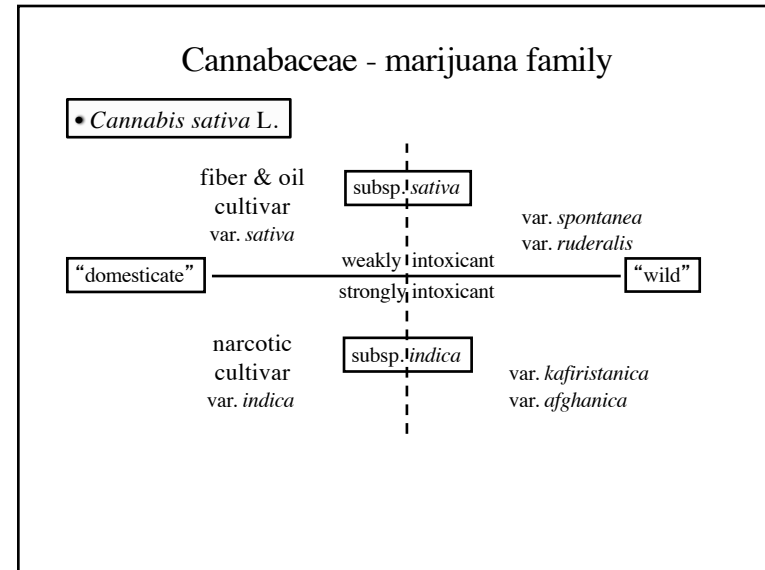 Cannabaceae - marijuana family
• Cannabis sativa L.
fiber & oil
cultivar
var. sativa
subsp. sativa
var. spontanea
var. ruderalis
weakly intoxicant
“domesticate”
“wild”
strongly intoxicant
narcotic
cultivar
var. indica
subsp. indica
var. kafiristanica
var. afghanica